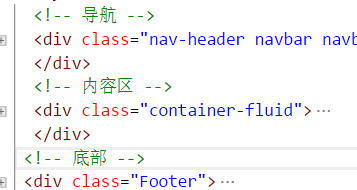 <!-- 导航 -->
<div class="nav-header navbar navb
</div>
<!-- 内容区 -->
<div class="container-fluid">…
</div>
<!-- 底部 -->
<div class="Footer">…